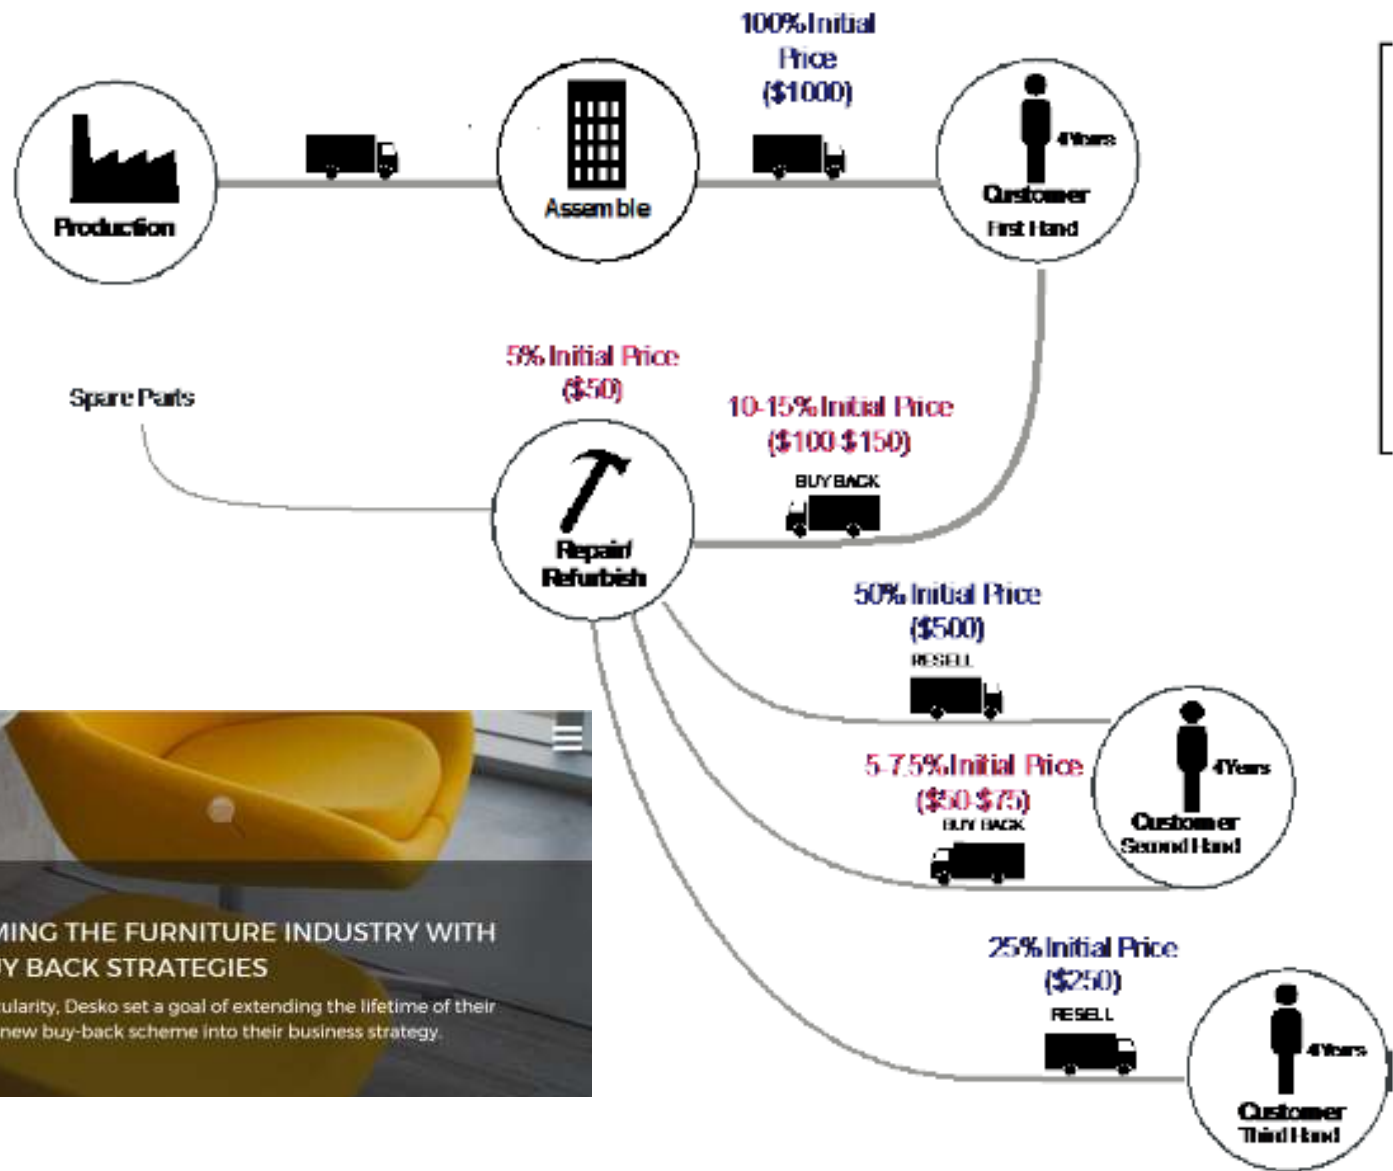 100% Initial
Price
($1000)
4Years
Production
Assemble
Customer
First Hand
5% Initial Price
($50)
Spare Parts
10-15% Initial Price
($100-$150)
BUY BACK
Repair/
Refurbish
50% Initial Price
($500)
RESELL
5-7.5% Initial Price
($50-$75)
BUY BACK
4Years
Customer
Second Hand
MING THE FURNITURE INDUSTRY WITH
Y BACK STRATEGIES
cularity, Desko set a goal of extending the lifetime of their
new buy-back scheme into their business strategy.
25% Initial Price
($250)
RESELL
4Years
Customer
Third Hand